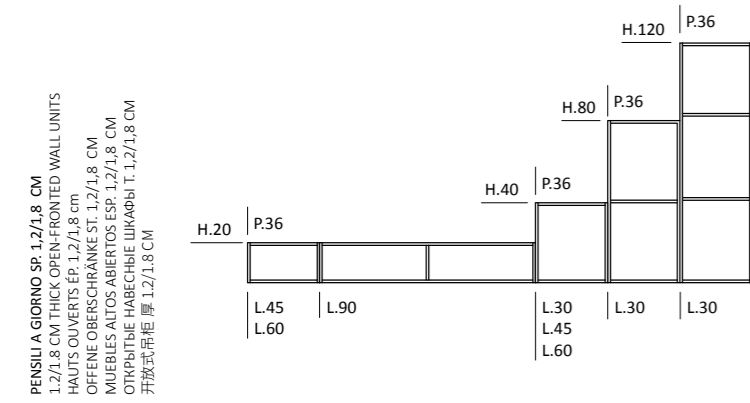 PENSILI A GIORNO SP. 1,2/1,8 CM
1.2/1.8 CM THICK OPEN-FRONTED WALL UNITS
HAUTS OUVERTS ÉP. 1,2/1,8 cm
OFFENE OBERSCHRÄNKE ST. 1,2/1,8 CM
MUEBLES ALTOS ABIERTOS ESP. 1,2/1,8 CM
ОТКРЫТЫЕ НАВЕСНЫЕ ШКАФЫ Т. 1,2/1,8 СМ
开放式吊柜 厚 1.2/1.8 CM
H.120
P.36
H.80
P.36
H.40
P.36
H.20
P.36
L.45
L.60
L.90
L.30
L.45
L.60
L.30
L.30